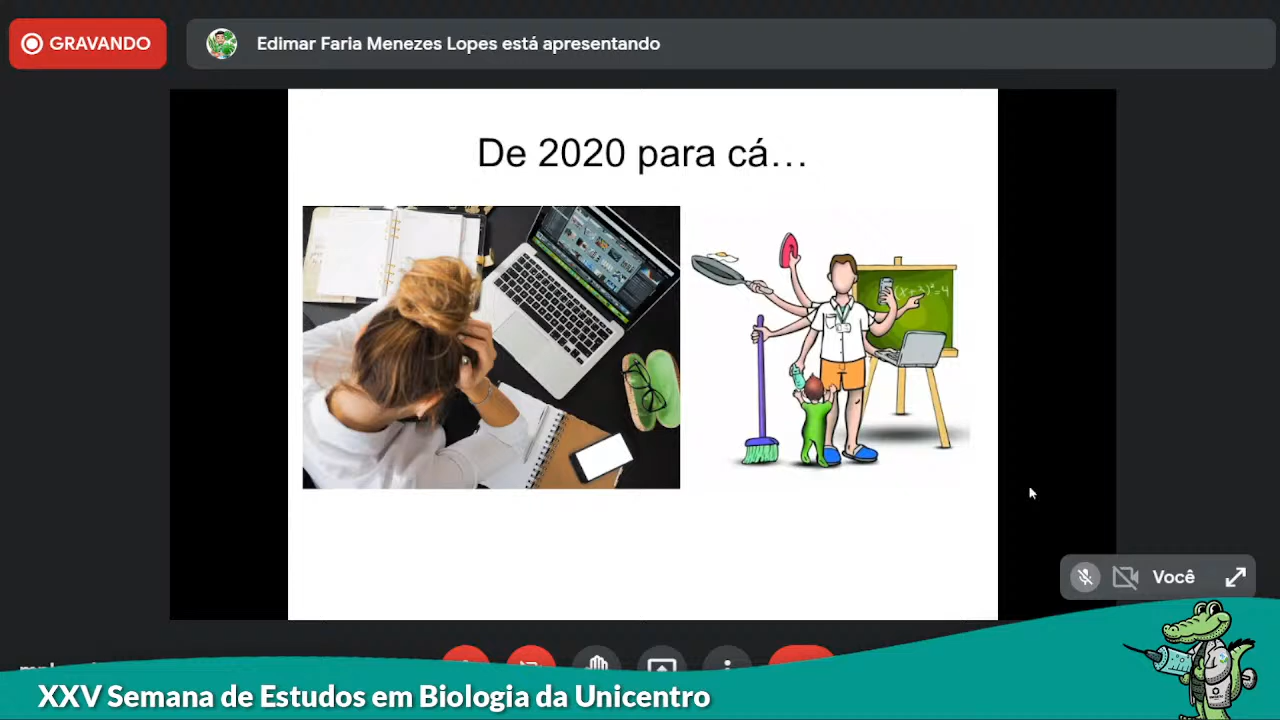 GRAVANDO
Edimar Faria Menezes Lopes está apresentando
De 2020 para cá...
Você
XXV Semana de Estudos em Biologia da Unicentro